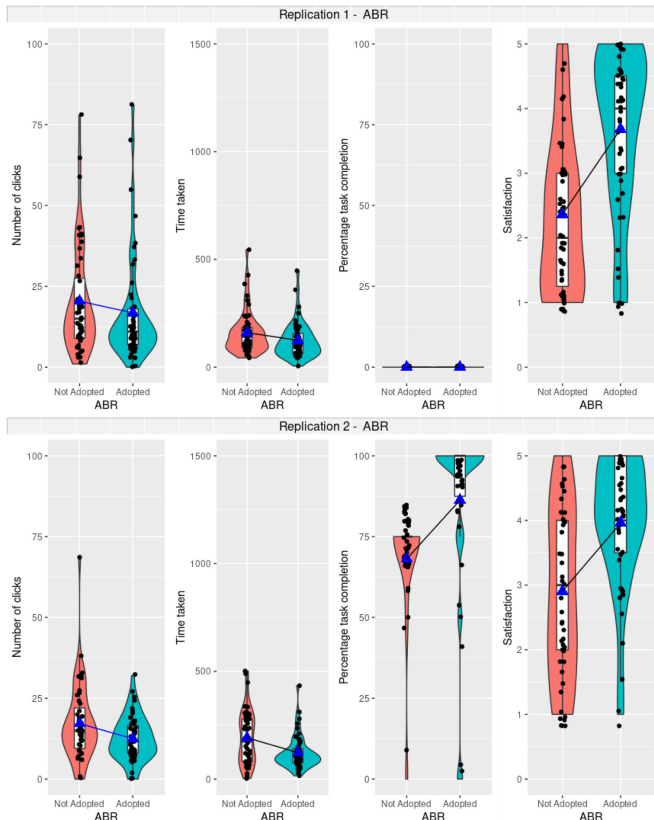 Replication 1 - ABR
Number of clicks
100
75
50
25
0
Not Adopted Adopted
ABR
Time taken
1500
1000
500
0
Not Adopted Adopted
ABR
Percentage task completion
100
75
50
25
0
Not Adopted Adopted
ABR
Satisfaction
5
4
3
2
1
0
Not Adopted Adopted
ABR
Replication 2 - ABR
Number of clicks
100
75
50
25
0
Not Adopted Adopted
ABR
Time taken
1500
1000
500
0
Not Adopted Adopted
ABR
Percentage task completion
100
75
50
25
0
Not Adopted Adopted
ABR
Satisfaction
5
4
3
2
1
0
Not Adopted Adopted
ABR